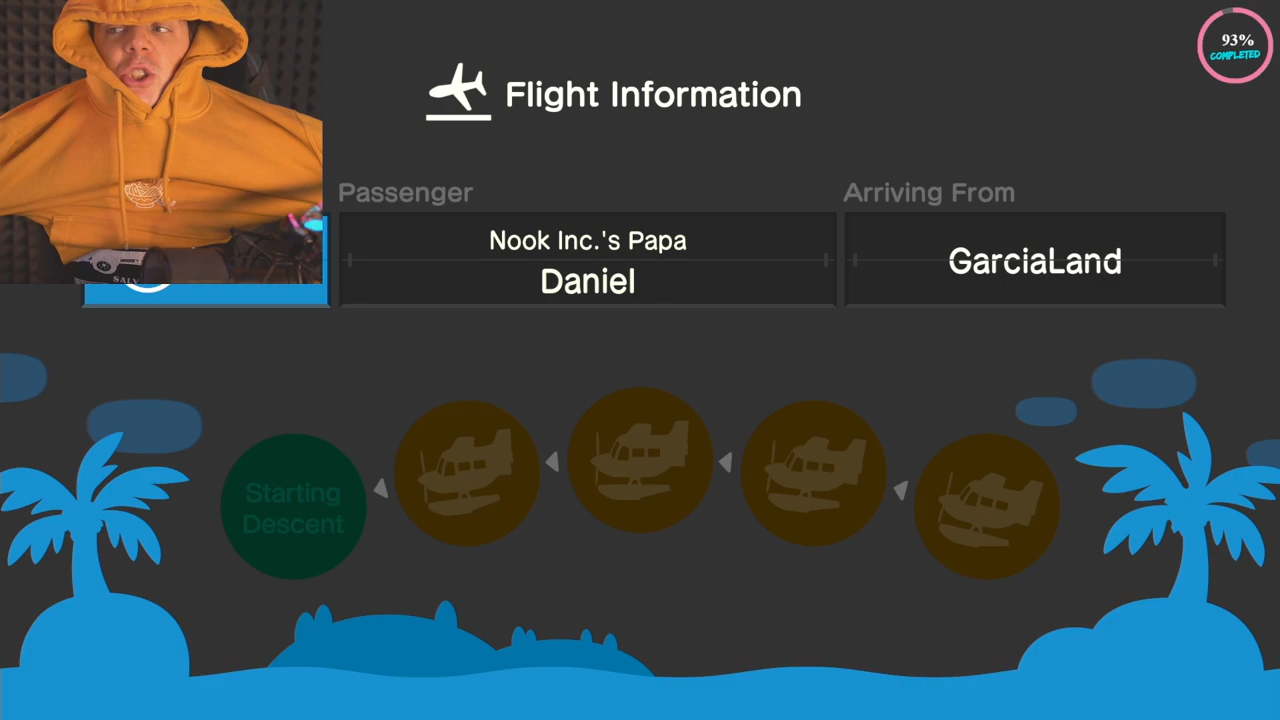 93%
COMPLETED
Flight Information
Passenger
Arriving From
Nook Inc.'s Papa
Daniel
GarciaLand
Starting
Descent